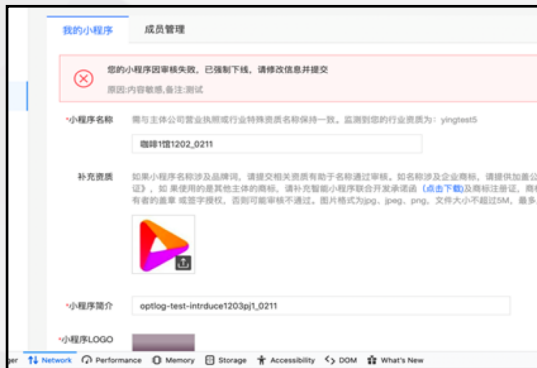 我的小程序 成员管理
您的小程序因审核失败，已强制下线，请修改信息并提交
原因:内容敏感,备注:测试
*小程序名称 需与主体公司营业执照或行业特殊资质名称保持一致。监测到您的行业资质为：yingtest5
咖啡1馆1202_0211
补充资质 如果小程序名称涉及品牌词，请提交相关资质有助于名称通过审核。如名称涉及企业商标，请提供加盖公
证》，如 果使用的是其他主体的商标，请补充智能小程序联合开发承诺函（点击下载)及商标注册证，商标
有者的盖章 或签字授权，否则可能审核不通过。图片格式为jpg、jpeg、png，文件大小不超过5M，最多
*小程序简介 optlog-test-intrduce1203pj1_0211
*小程序LOGO
ger Network Performance Memory Storage Accessibility DOM What's New